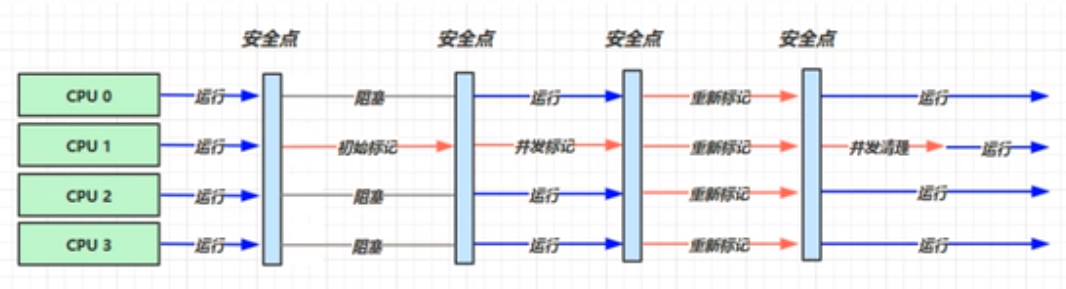 安全点 安全点 安全点 安全点
CPU 0 运行 阻塞 运行 重新标记 运行
CPU 1 运行 初始标记 并发标记 重新标记 并发清理 运行
CPU 2 运行 阻塞 运行 重新标记 运行
CPU 3 运行 阻塞 运行 重新标记 运行